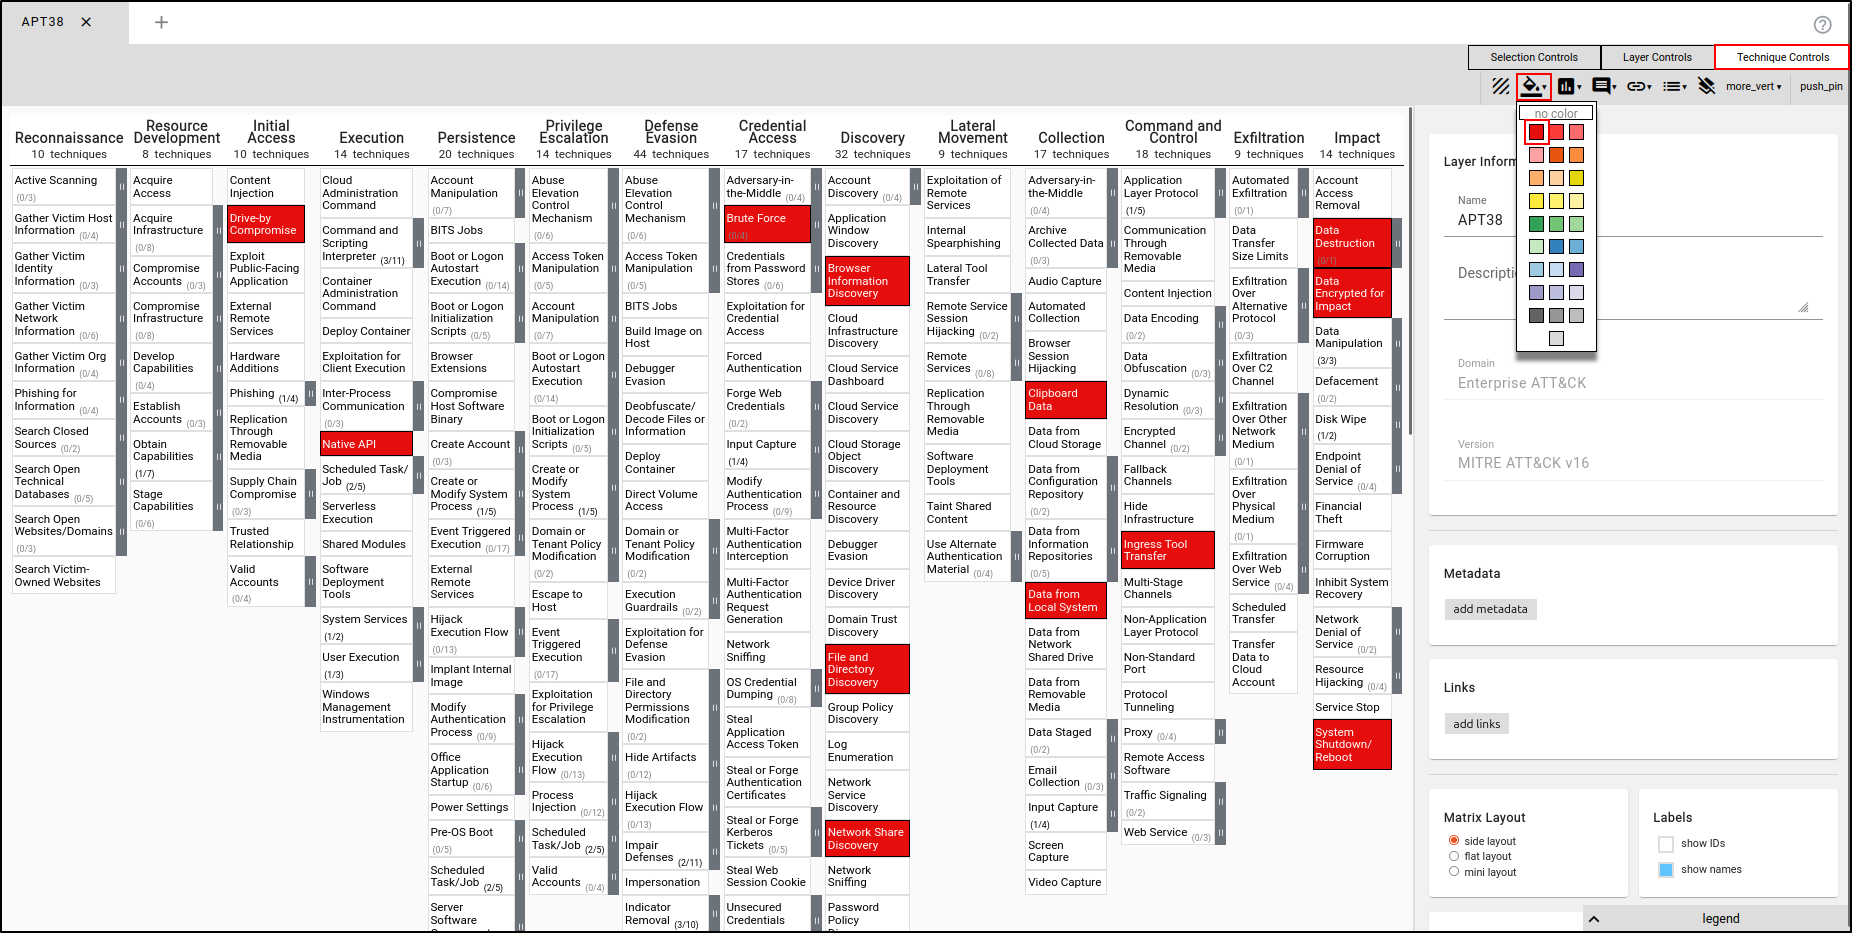 APT38
Selection Controls
Layer Controls
Technique Controls
more_vert
push_pin
no color
Reconnaissance
10 techniques
Active Scanning (0/3)
Gather Victim Host
Information (0/4)
Gather Victim
Identity
Information (0/3)
Gather Victim
Network
Information (0/6)
Gather Victim Org
Information (0/4)
Phishing for
Information (0/4)
Search Closed
Sources (0/2)
Search Open
Technical
Databases (0/5)
Search Open
Websites/Domains
(0/3)
Search Victim-
Owned Websites
Resource
Development
8 techniques
Acquire
Access
Acquire
Infrastructure
(0/8)
Compromise
Accounts (0/3)
Compromise
Infrastructure
(0/8)
Develop
Capabilities
(0/4)
Establish
Accounts (0/3)
Obtain
Capabilities
(1/7)
Stage
Capabilities
(0/6)
Initial
Access
10 techniques
Content
Injection
Drive-by
Compromise
Exploit
Public-Facing
Application
External
Remote
Services
Hardware
Additions
Phishing (1/4)
Replication
Through
Removable
Media
Supply Chain
Compromise
(0/3)
Trusted
Relationship
Valid
Accounts
(0/4)
Execution
14 techniques
Cloud
Administration
Command
Command and
Scripting
Interpreter (3/11)
Container
Administration
Command
Deploy Container
Exploitation for
Client Execution
Inter-Process
Communication
(0/3)
Native API
Scheduled Task/
Job (2/5)
Serverless
Execution
Shared Modules
Software
Deployment
Tools
System Services
(1/2)
User Execution
(1/3)
Windows
Management
Instrumentation
Persistence
20 techniques
Account
Manipulation
(0/7)
BITS Jobs
Boot or Logon
Autostart
Execution (0/14)
Boot or Logon
Initialization
Scripts (0/5)
Browser
Extensions
Compromise
Host Software
Binary
Create Account
(0/3)
Create or
Modify System
Process (1/5)
Event Triggered
Execution (0/17)
External
Remote
Services
Hijack
Execution Flow
(0/13)
Implant Internal
Image
Modify
Authentication
Process (0/9)
Office
Application
Startup (0/6)
Power Settings
Pre-OS Boot
(0/5)
Scheduled
Task/Job (2/5)
Server
Software
Privilege
Escalation
14 techniques
Abuse
Elevation
Control
Mechanism
(0/6)
Access Token
Manipulation
(0/5)
Account
Manipulation
(0/7)
Boot or Logon
Autostart
Execution
(0/14)
Boot or Logon
Initialization
Scripts (0/5)
Create or
Modify
System
Process (1/5)
Domain or
Tenant Policy
Modification
(0/2)
Escape to
Host
Event
Triggered
Execution
(0/17)
Exploitation
for Privilege
Escalation
Hijack
Execution
Flow (0/13)
Process
Injection (0/12)
Scheduled
Task/Job (2/5)
Valid
Accounts (0/4)
Defense
Evasion
44 techniques
Abuse
Elevation
Control
Mechanism
(0/6)
Access Token
Manipulation
(0/5)
BITS Jobs
Build Image on
Host
Debugger
Evasion
Deobfuscate/
Decode Files or
Information
Deploy
Container
Direct Volume
Access
Domain or
Tenant Policy
Modification
(0/2)
Execution
Guardrails (0/2)
Exploitation for
Defense
Evasion
File and
Directory
Permissions
Modification
(0/2)
Hide Artifacts
(0/12)
Hijack
Execution Flow
(0/13)
Impair
Defenses (2/11)
Impersonation
Indicator
Removal (3/10)
Credential
Access
17 techniques
Adversary-in-
the-Middle (0/4)
Brute Force
(0/4)
Credentials
from Password
Stores (0/6)
Exploitation for
Credential
Access
Forced
Authentication
Forge Web
Credentials
(0/2)
Input Capture
(1/4)
Modify
Authentication
Process (0/9)
Multi-Factor
Authentication
Interception
Multi-Factor
Authentication
Request
Generation
Network
Sniffing
OS Credential
Dumping (0/8)
Steal
Application
Access Token
Steal or Forge
Authentication
Certificates
Steal or Forge
Kerberos
Tickets (0/5)
Steal Web
Session Cookie
Unsecured
Credentials
Discovery
32 techniques
Account
Discovery (0/4)
Application
Window
Discovery
Browser
Information
Discovery
Cloud
Infrastructure
Discovery
Cloud Service
Dashboard
Cloud Service
Discovery
Cloud Storage
Object
Discovery
Container and
Resource
Discovery
Debugger
Evasion
Device Driver
Discovery
Domain Trust
Discovery
File and
Directory
Discovery
Group Policy
Discovery
Log
Enumeration
Network
Service
Discovery
Network Share
Discovery
Network
Sniffing
Password
Policy
Lateral
Movement
9 techniques
Exploitation of
Remote
Services
Internal
Spearphishing
Lateral Tool
Transfer
Remote Service
Session
Hijacking (0/2)
Remote
Services (0/8)
Replication
Through
Removable
Media
Software
Deployment
Tools
Taint Shared
Content
Use Alternate
Authentication
Material (0/4)
Collection
17 techniques
Adversary-in-
the-Middle
(0/4)
Archive
Collected Data
(0/3)
Audio Capture
Automated
Collection
Browser
Session
Hijacking
Clipboard
Data
Data from
Cloud Storage
Data from
Configuration
Repository
(0/2)
Data from
Information
Repositories
(0/5)
Data from
Local System
Data from
Network
Shared Drive
Data from
Removable
Media
Data Staged
(0/2)
Email
Collection (0/3)
Input Capture
(1/4)
Screen
Capture
Video Capture
Command and
Control
18 techniques
Application
Layer Protocol
(1/5)
Communication
Through
Removable
Media
Content Injection
Data Encoding
(0/2)
Data
Obfuscation (0/3)
Dynamic
Resolution (0/3)
Encrypted
Channel (0/2)
Fallback
Channels
Hide
Infrastructure
Ingress Tool
Transfer
Multi-Stage
Channels
Non-Application
Layer Protocol
Non-Standard
Port
Protocol
Tunneling
Proxy (0/4)
Remote Access
Software
Traffic Signaling
(0/2)
Web Service (0/3)
Exfiltration
9 techniques
Automated
Exfiltration
(0/1)
Data
Transfer
Size Limits
Exfiltration
Over
Alternative
Protocol
(0/3)
Exfiltration
Over C2
Channel
Exfiltration
Over Other
Network
Medium
(0/1)
Exfiltration
Over
Physical
Medium
(0/1)
Exfiltration
Over Web
Service (0/4)
Scheduled
Transfer
Transfer
Data to
Cloud
Account
Impact
14 techniques
Account
Access
Removal
Data
Destruction
(0/1)
Data
Encrypted for
Impact
Data
Manipulation
(3/3)
Defacement
(0/2)
Disk Wipe
(1/2)
Endpoint
Denial of
Service (0/4)
Financial
Theft
Firmware
Corruption
Inhibit System
Recovery
Network
Denial of
Service (0/2)
Resource
Hijacking (0/4)
Service Stop
System
Shutdown/
Reboot
Layer Inform
Name
APT38
Descripti
Domain
Enterprise ATT&CK
Version
MITRE ATT&CK v16
Metadata
add metadata
Links
add links
Matrix Layout
side layout
flat layout
mini layout
Labels
show IDs
show names
legend